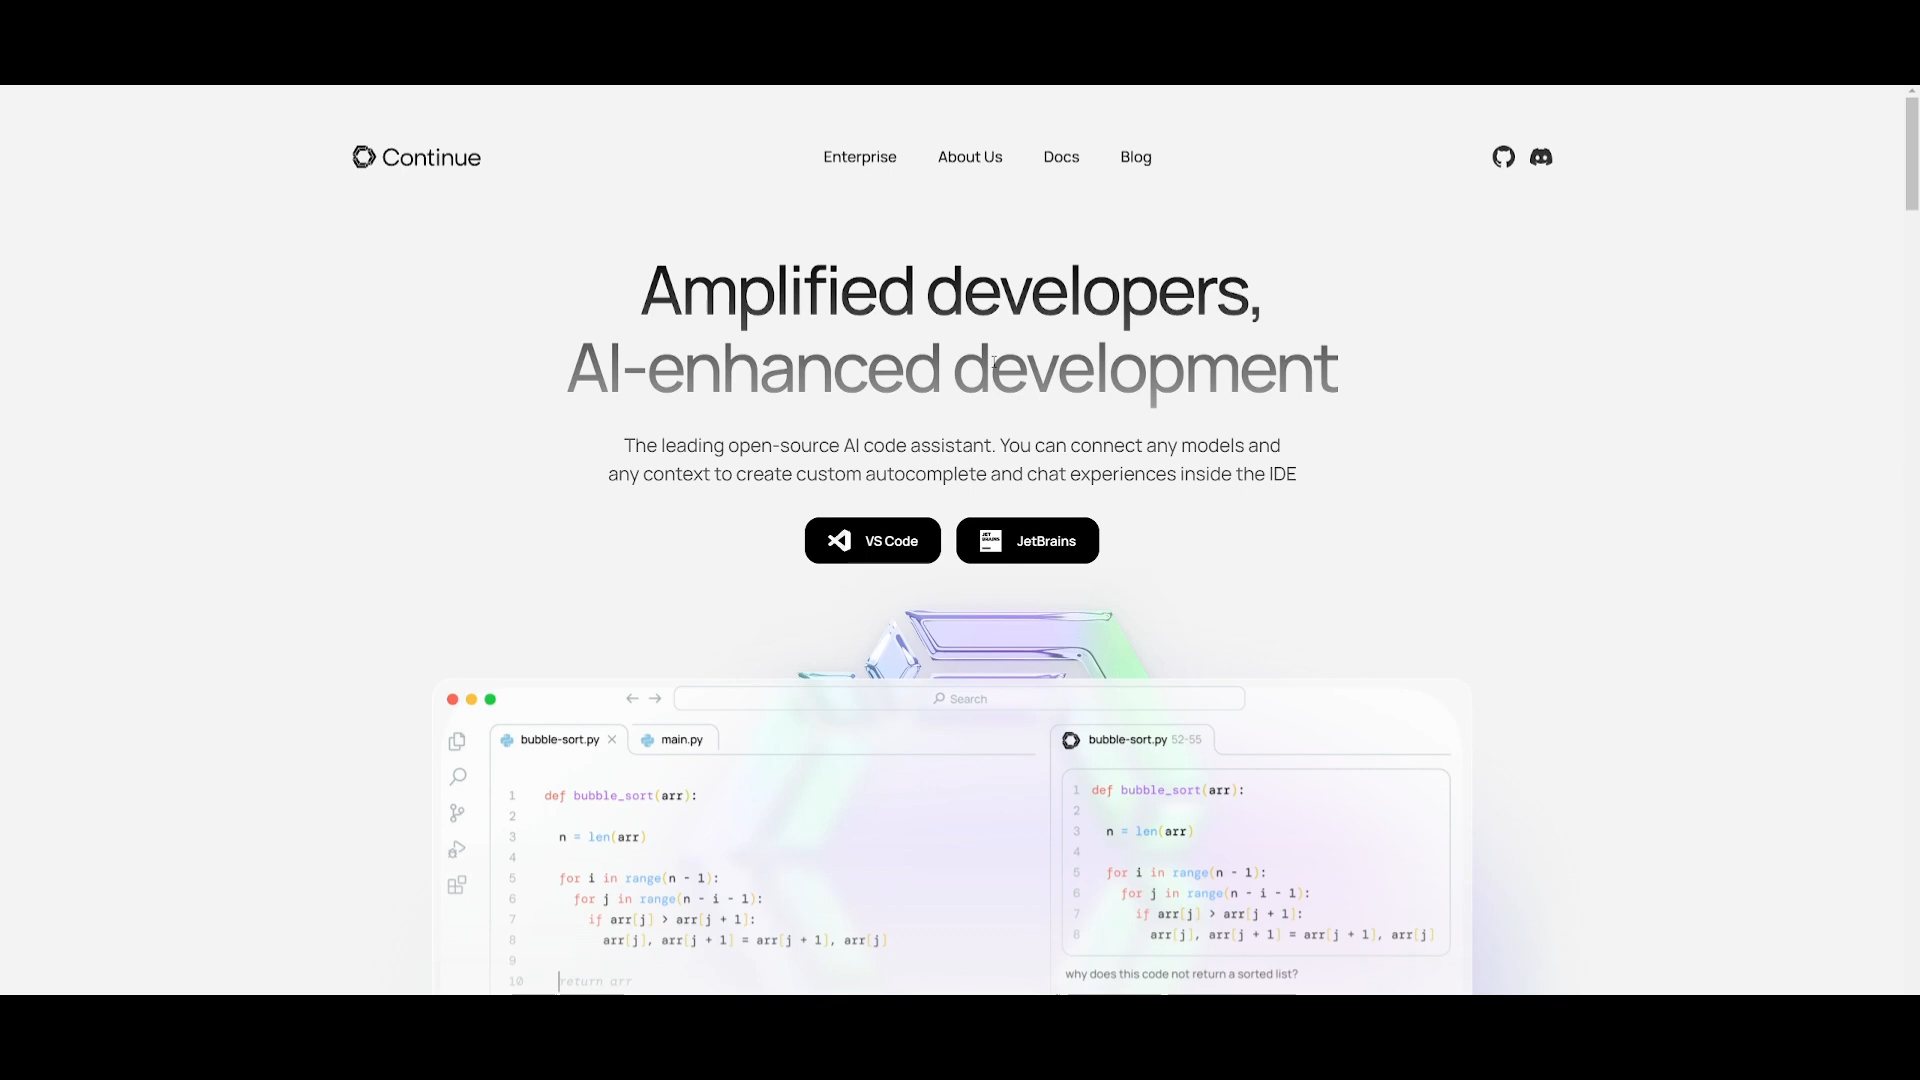 Continue
Enterprise
About Us
Docs
Blog
Amplified developers,
AI-enhanced development
The leading open-source AI code assistant. You can connect any models and
any context to create custom autocomplete and chat experiences inside the IDE
VS Code
JET BRAINS
JetBrains
Search
bubble-sort.py
main.py
1 def bubble_sort(arr):
2
3 n = len(arr)
4
5 for i in range(n - 1):
6 for j in range(n - i - 1):
7 if arr[j] > arr[j + 1]:
8 arr[j], arr[j + 1] = arr[j + 1], arr[j]
9
10 return arr
bubble-sort.py 52-55
1 def bubble_sort(arr):
2
3 n = len(arr)
4
5 for i in range(n - 1):
6 for j in range(n - i - 1):
7 if arr[j] > arr[j + 1]:
8 arr[j], arr[j + 1] = arr[j + 1], arr[j]
why does this code not return a sorted list?